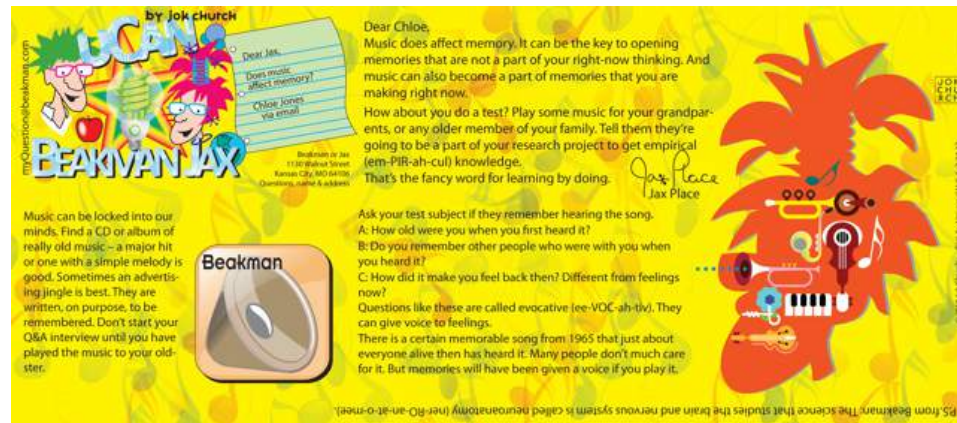 by jok church
UCAN
BEAKMAN JAX
myQuestion@beakman.com
Dear Jax,
Does music
affect memory?
Chloe Jones
via email
Beakman or Jax
1130 Walnut Street
Kansas City, MO 64106
Questions, name & address
Dear Chloe,
Music does affect memory. It can be the key to opening
memories that are not a part of your right-now thinking. And
music can also become a part of memories that you are
making right now.
How about you do a test? Play some music for your grandpar-
ents, or any older member of your family. Tell them they're
going to be a part of your research project to get empirical
(em-PIR-ah-cul) knowledge.
That's the fancy word for learning by doing.
Jax Place
Jax Place
Music can be locked into our
minds. Find a CD or album of
really old music – a major hit
or one with a simple melody is
good. Sometimes an advertis-
ing jingle is best. They are
written, on purpose, to be
remembered. Don't start your
Q&A interview until you have
played the music to your old-
ster.
Beakman
Ask your test subject if they remember hearing the song.
A: How old were you when you first heard it?
B: Do you remember other people who were with you when
you heard it?
C: How did it make you feel back then? Different from feelings
now?
Questions like these are called evocative (ee-VOC-ah-tiv). They
can give voice to feelings.
There is a certain memorable song from 1965 that just about
everyone alive then has heard it. Many people don't much care
for it. But memories will have been given a voice if you play it.
P.S. from Beakman: The science that studies the brain and nervous system is called neuroanatomy (ner-RO-an-at-o-mee).